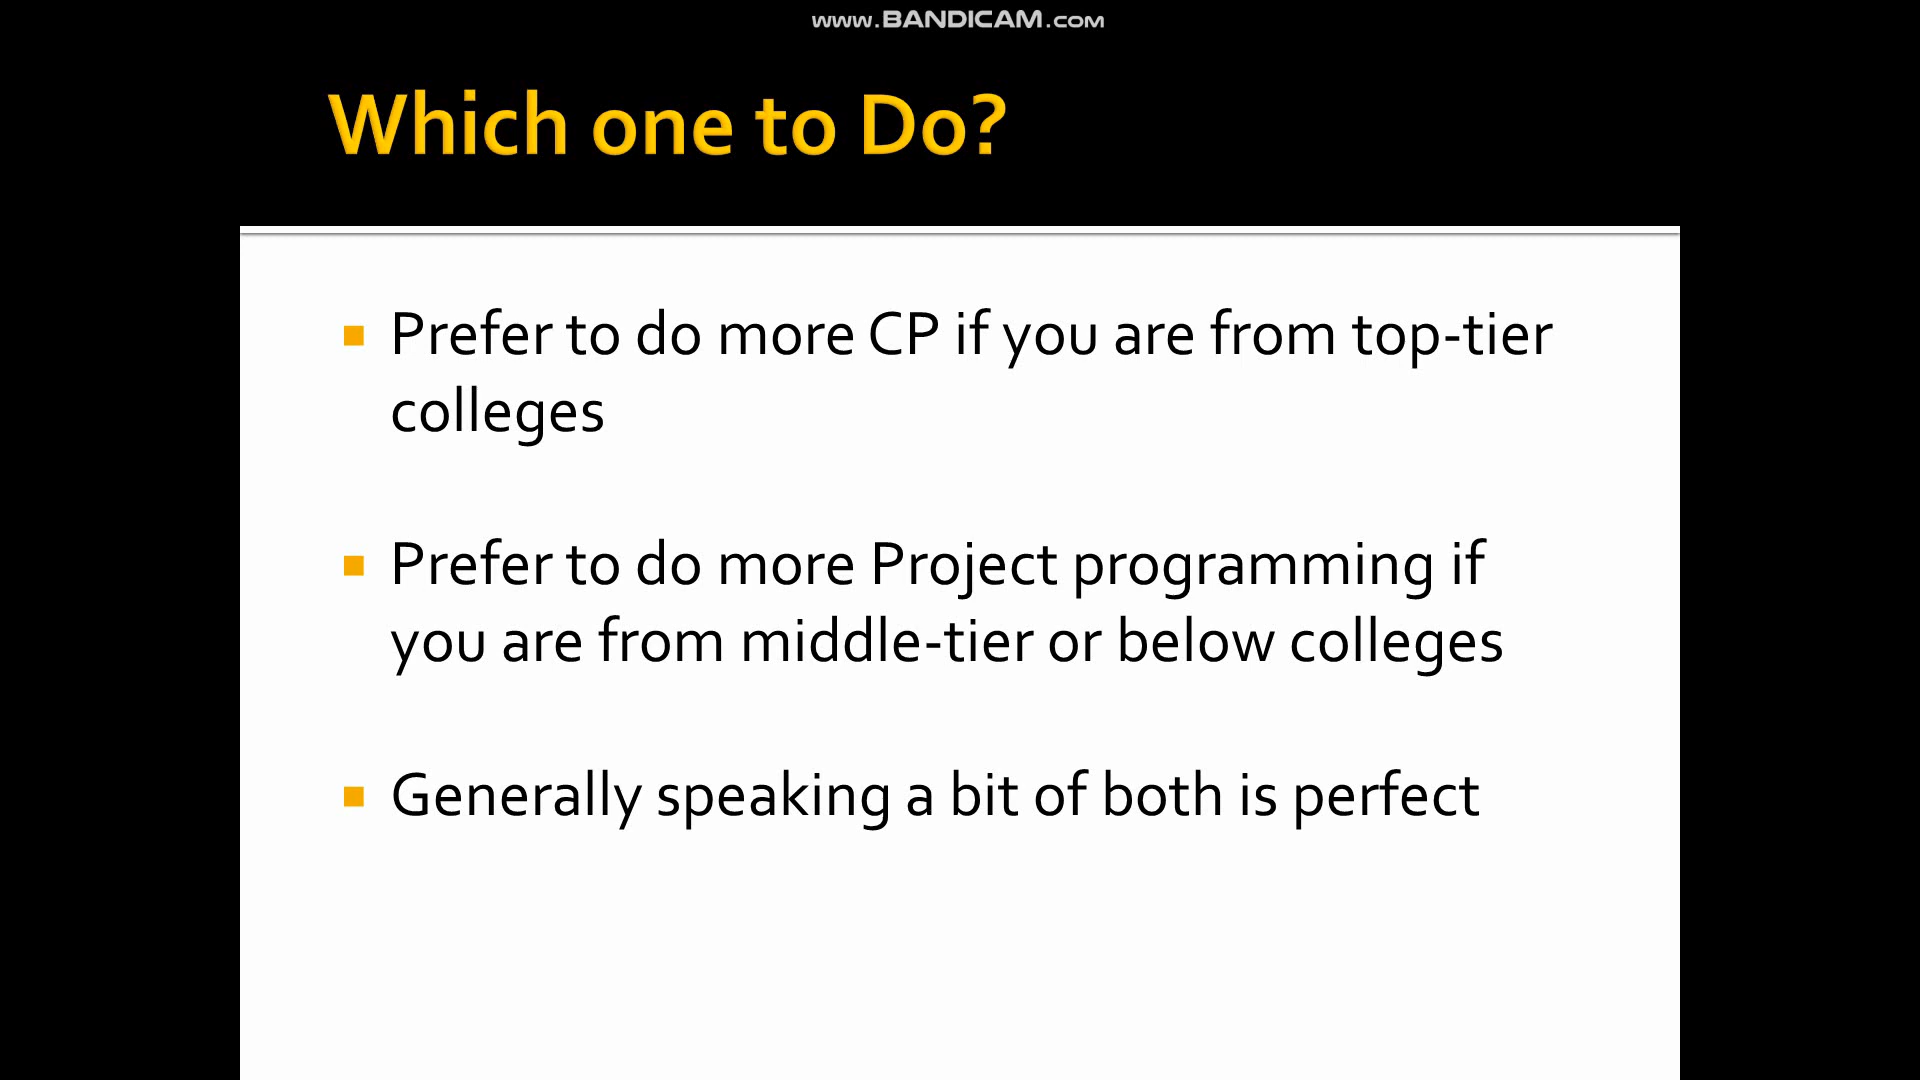 www.BANDICAM.com
Which one to Do?
Prefer to do more CP if you are from top-tier
colleges
Prefer to do more Project programming if
you are from middle-tier or below colleges
Generally speaking a bit of both is perfect